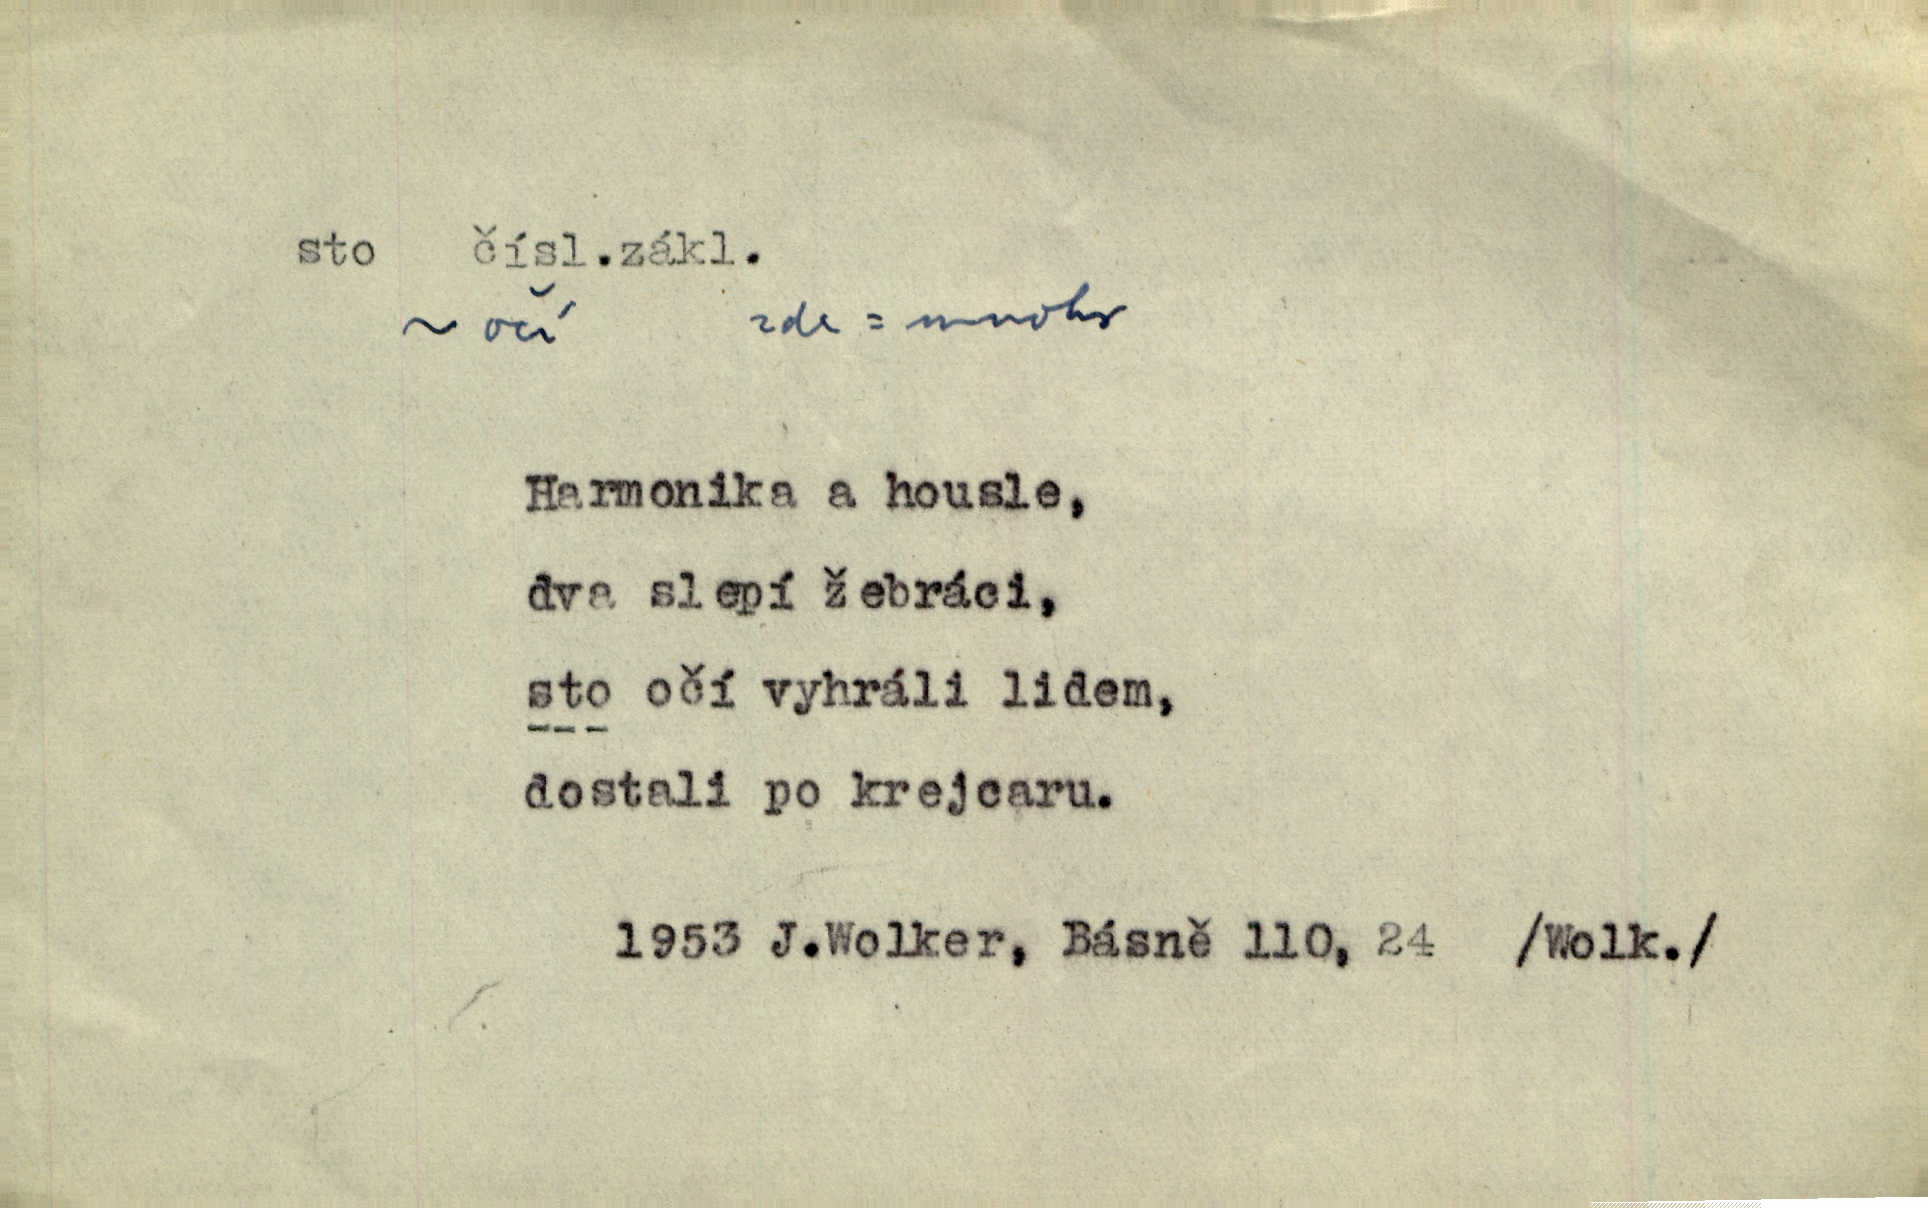 sto čísl.zákl.
~ očí zde = mnoho
Harmonika a housle,
dva slepí žebráci,
sto očí vyhráli lidem,
dostali po krejcaru.
1953 J.Wolker, Básně 110, 24 /Wolk./